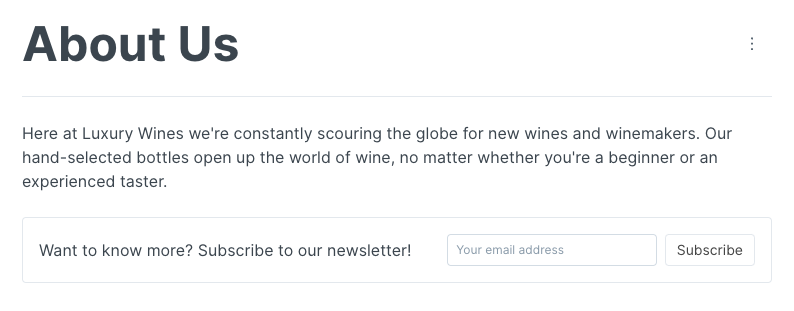 About Us
Here at Luxury Wines we're constantly scouring the globe for new wines and winemakers. Our
hand-selected bottles open up the world of wine, no matter whether you're a beginner or an
experienced taster.
Want to know more? Subscribe to our newsletter!
Your email address
Subscribe